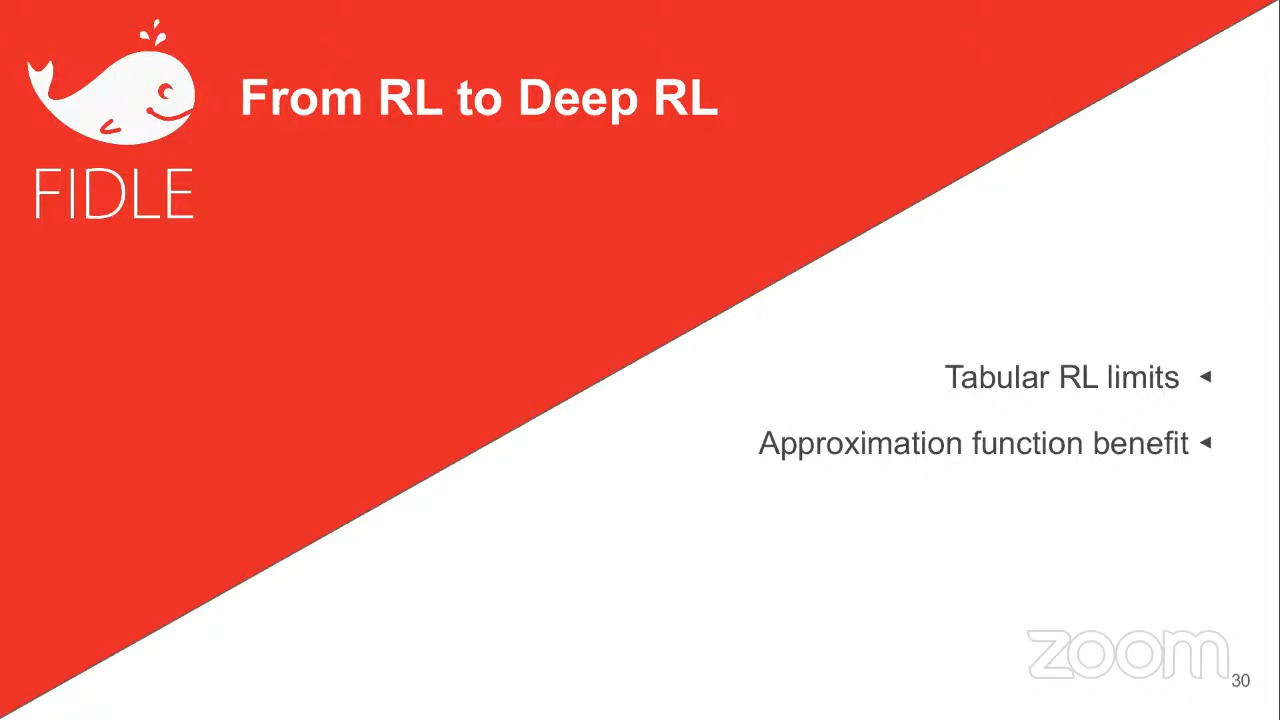 From RL to Deep RL
FIDLE
Tabular RL limits
Approximation function benefit
zoom
30